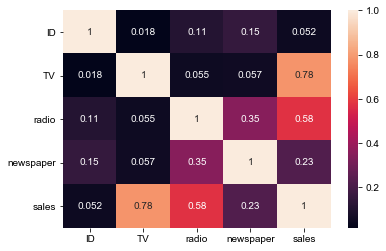 1.0
ID 1 0.018 0.11 0.15 0.052
0.8
TV 0.018 1 0.055 0.057 0.78
radio 0.11 0.055 1 0.35 0.58
0.6
newspaper 0.15 0.057 0.35 1 0.23
0.4
sales 0.052 0.78 0.58 0.23 1
0.2
ID TV radio newspaper sales